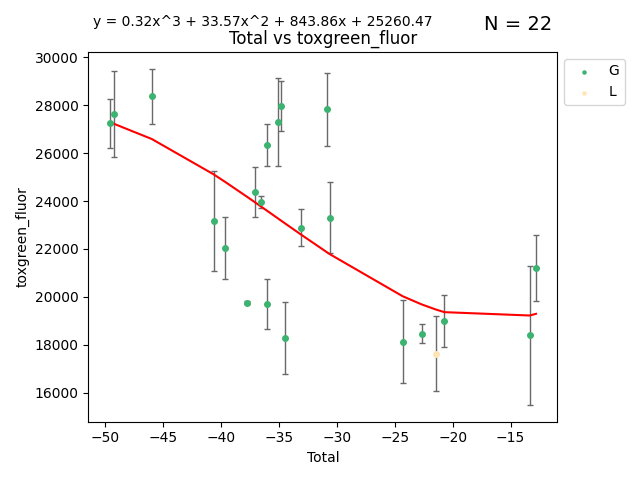 y = 0.32x^3 + 33.57x^2 + 843.86x + 25260.47
N = 22
Total vs toxgreen_fluor
G
L
30000
28000
26000
24000
22000
20000
18000
16000
toxgreen_fluor
−50 −45 −40 −35 −30 −25 −20 −15
Total